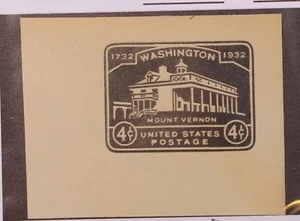 1732 WASHINGTON 1932
MOUNT VERNON
4¢ UNITED STATES 4¢
POSTAGE